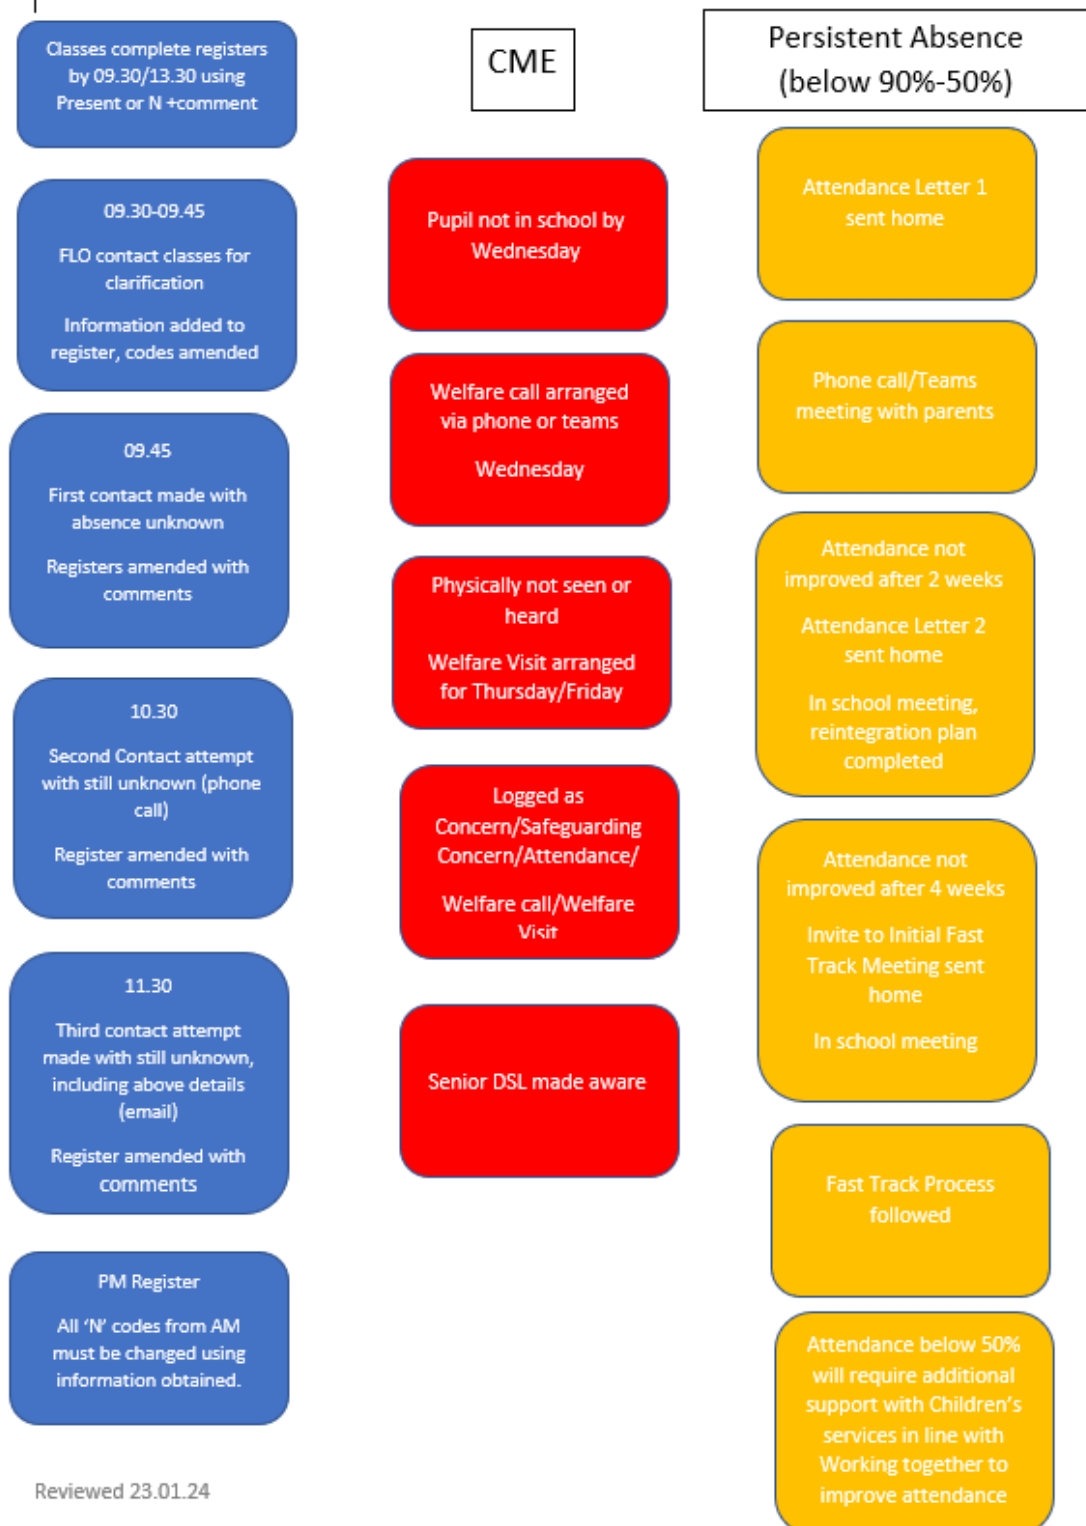 Classes complete registers
by 09.30/13.30 using
Present or N +comment
09.30-09.45
FLO contact classes for
clarification
Information added to
register, codes amended
09.45
First contact made with
absence unknown
Registers amended with
comments
10.30
Second Contact attempt
with still unknown (phone
call)
Register amended with
comments
11.30
Third contact attempt
made with still unknown,
including above details
(email)
Register amended with
comments
PM Register
All ‘N’ codes from AM
must be changed using
information obtained.
Reviewed 23.01.24
CME
Pupil not in school by
Wednesday
Welfare call arranged
via phone or teams
Wednesday
Physically not seen or
heard
Welfare Visit arranged
for Thursday/Friday
Logged as
Concern/Safeguarding
Concern/Attendance/
Welfare call/Welfare
Visit
Senior DSL made aware
Persistent Absence
(below 90%-50%)
Attendance Letter 1
sent home
Phone call/Teams
meeting with parents
Attendance not
improved after 2 weeks
Attendance Letter 2
sent home
In school meeting,
reintegration plan
completed
Attendance not
improved after 4 weeks
Invite to Initial Fast
Track Meeting sent
home
In school meeting
Fast Track Process
followed
Attendance below 50%
will require additional
support with Children’s
services in line with
Working together to
improve attendance